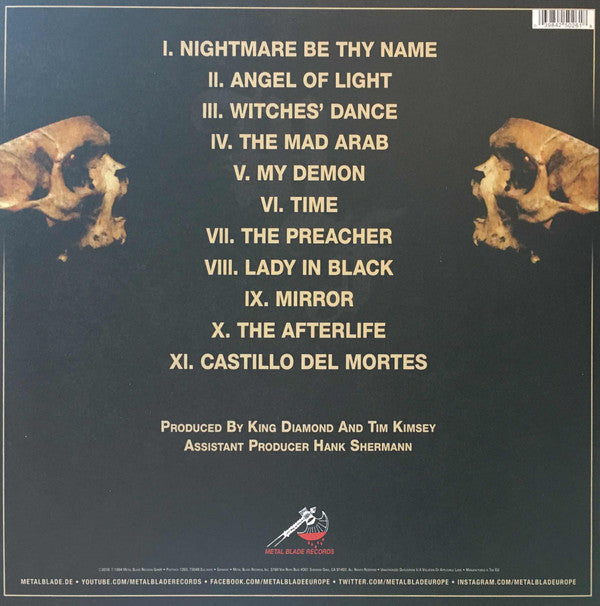 I. NIGHTMARE BE THY NAME
II. ANGEL OF LIGHT
III. WITCHES’ DANCE
IV. THE MAD ARAB
V. MY DEMON
VI. TIME
VII. THE PREACHER
VIII. LADY IN BLACK
IX. MIRROR
X. THE AFTERLIFE
XI. CASTILLO DEL MORTES
PRODUCED BY KING DIAMOND AND TIM KIMSEY
ASSISTANT PRODUCER HANK SHERMANN
METAL BLADE RECORDS
METALBLADE.DE • YOUTUBE.COM/METALBLADERECORDS • FACEBOOK.COM/METALBLADEEUROPE • TWITTER.COM/METALBLADEEUROPE • INSTAGRAM.COM/METALBLADEEUROPE